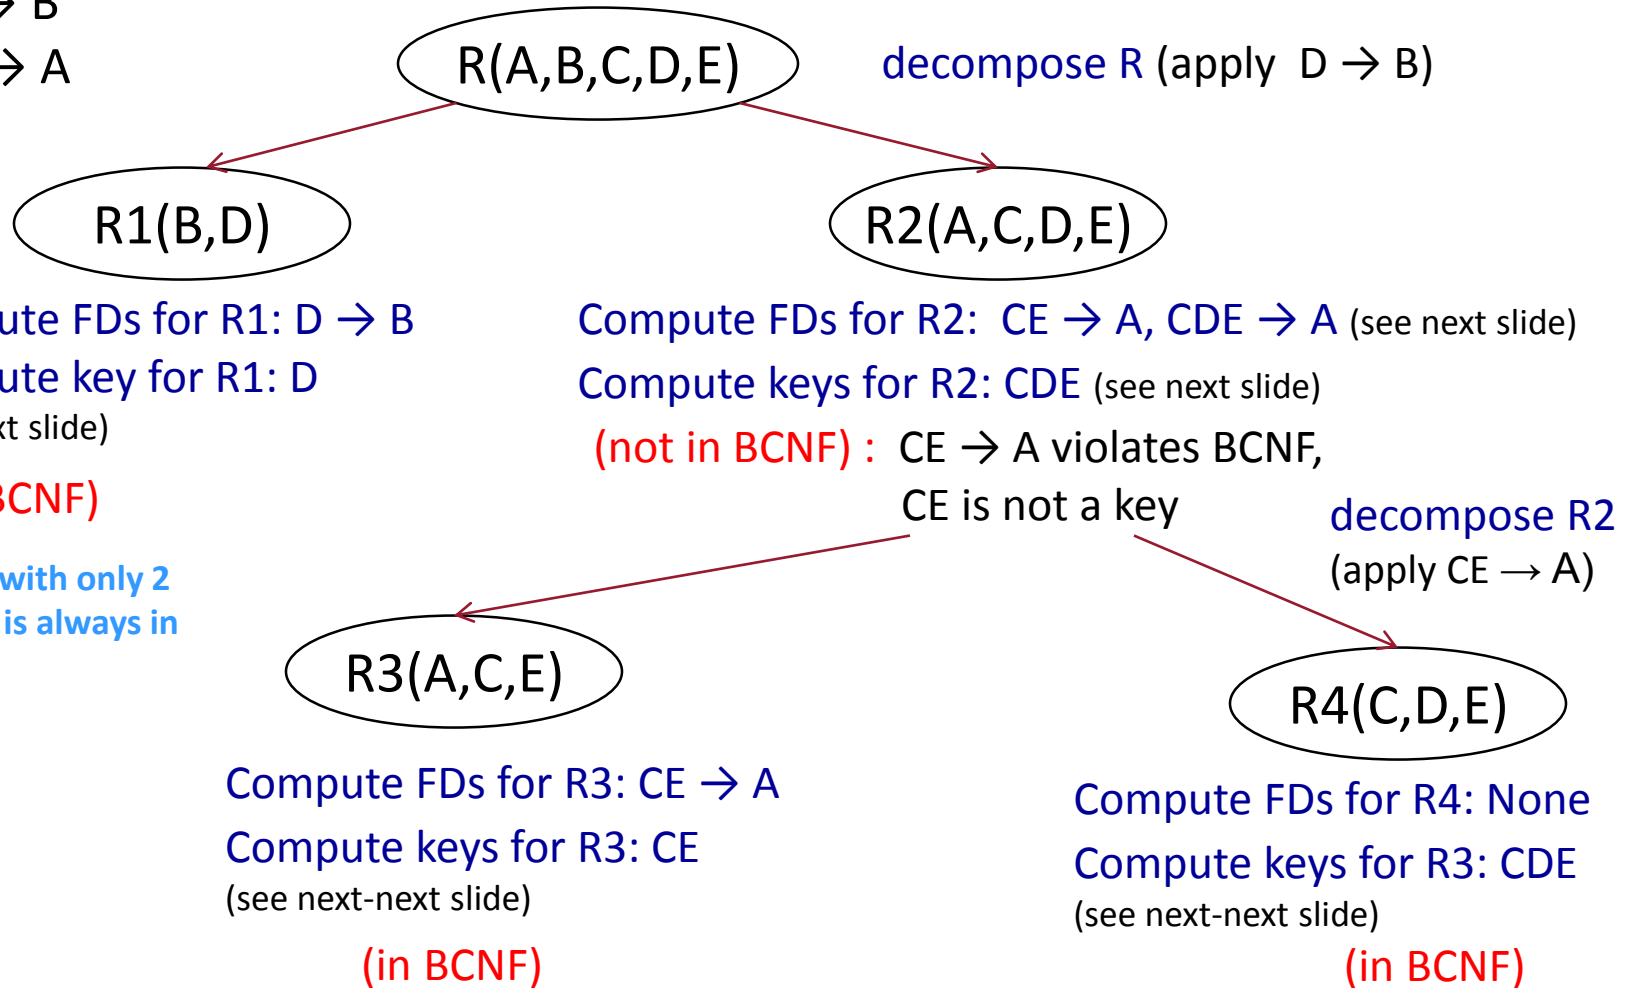 → B
→ A
R(A,B,C,D,E)
decompose R (apply D → B)
R1(B,D)
R2(A,C,D,E)
ute FDs for R1: D → B
ute key for R1: D
xt slide)
BCNF)
with only 2
is always in
Compute FDs for R2: CE → A, CDE → A (see next slide)
Compute keys for R2: CDE (see next slide)
(not in BCNF) : CE → A violates BCNF,
CE is not a key
decompose R2
(apply CE → A)
R3(A,C,E)
R4(C,D,E)
Compute FDs for R3: CE → A
Compute keys for R3: CE
(see next-next slide)
(in BCNF)
Compute FDs for R4: None
Compute keys for R3: CDE
(see next-next slide)
(in BCNF)